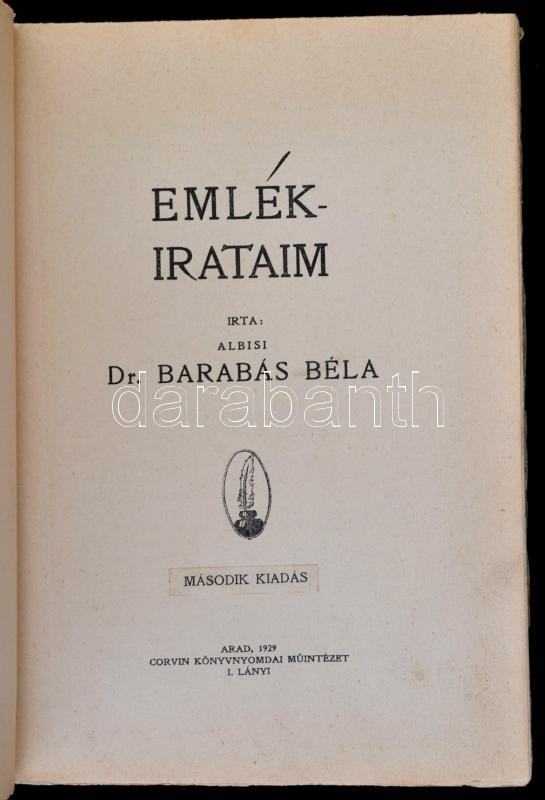 EMLÉK-
IRATAIM
IRTA:
ALBISI
Dr. BARABÁS BÉLA
darabanth
MÁSODIK KIADÁS
ARAD, 1929
CORVIN KÖNYVNYOMDAI MŰINTÉZET
I. LÁNYI